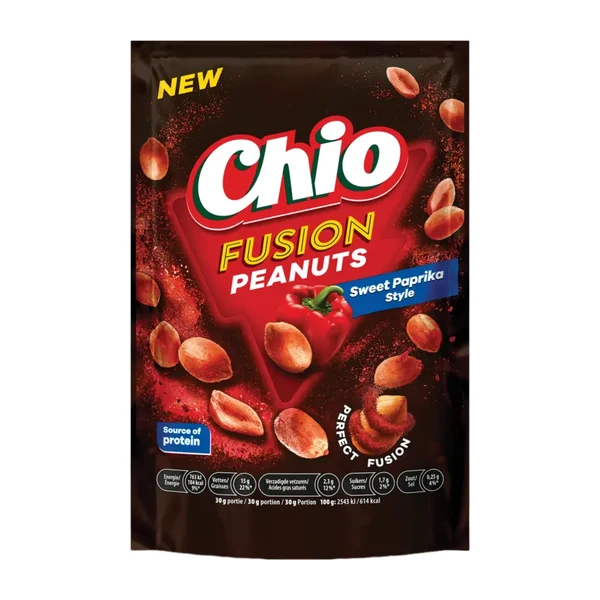 NEW
Chio
FUSION
PEANUTS
Sweet Paprika
Style
PERFECT FUSION
Source of
protein
Energie/
Energia
763 kJ
184 kcal
9%*
Vetten/
Graisses
15 g
22%*
Verzadigde vetzuren/
Acides gras saturés
2,3 g
12%*
Suikers/
Sucres
1,7 g
2%*
Zout/
Sel
0,25 g
4%*
30 g portie / 30 g portion / 30 g Portion 100 g: 2543 kJ / 614 kcal